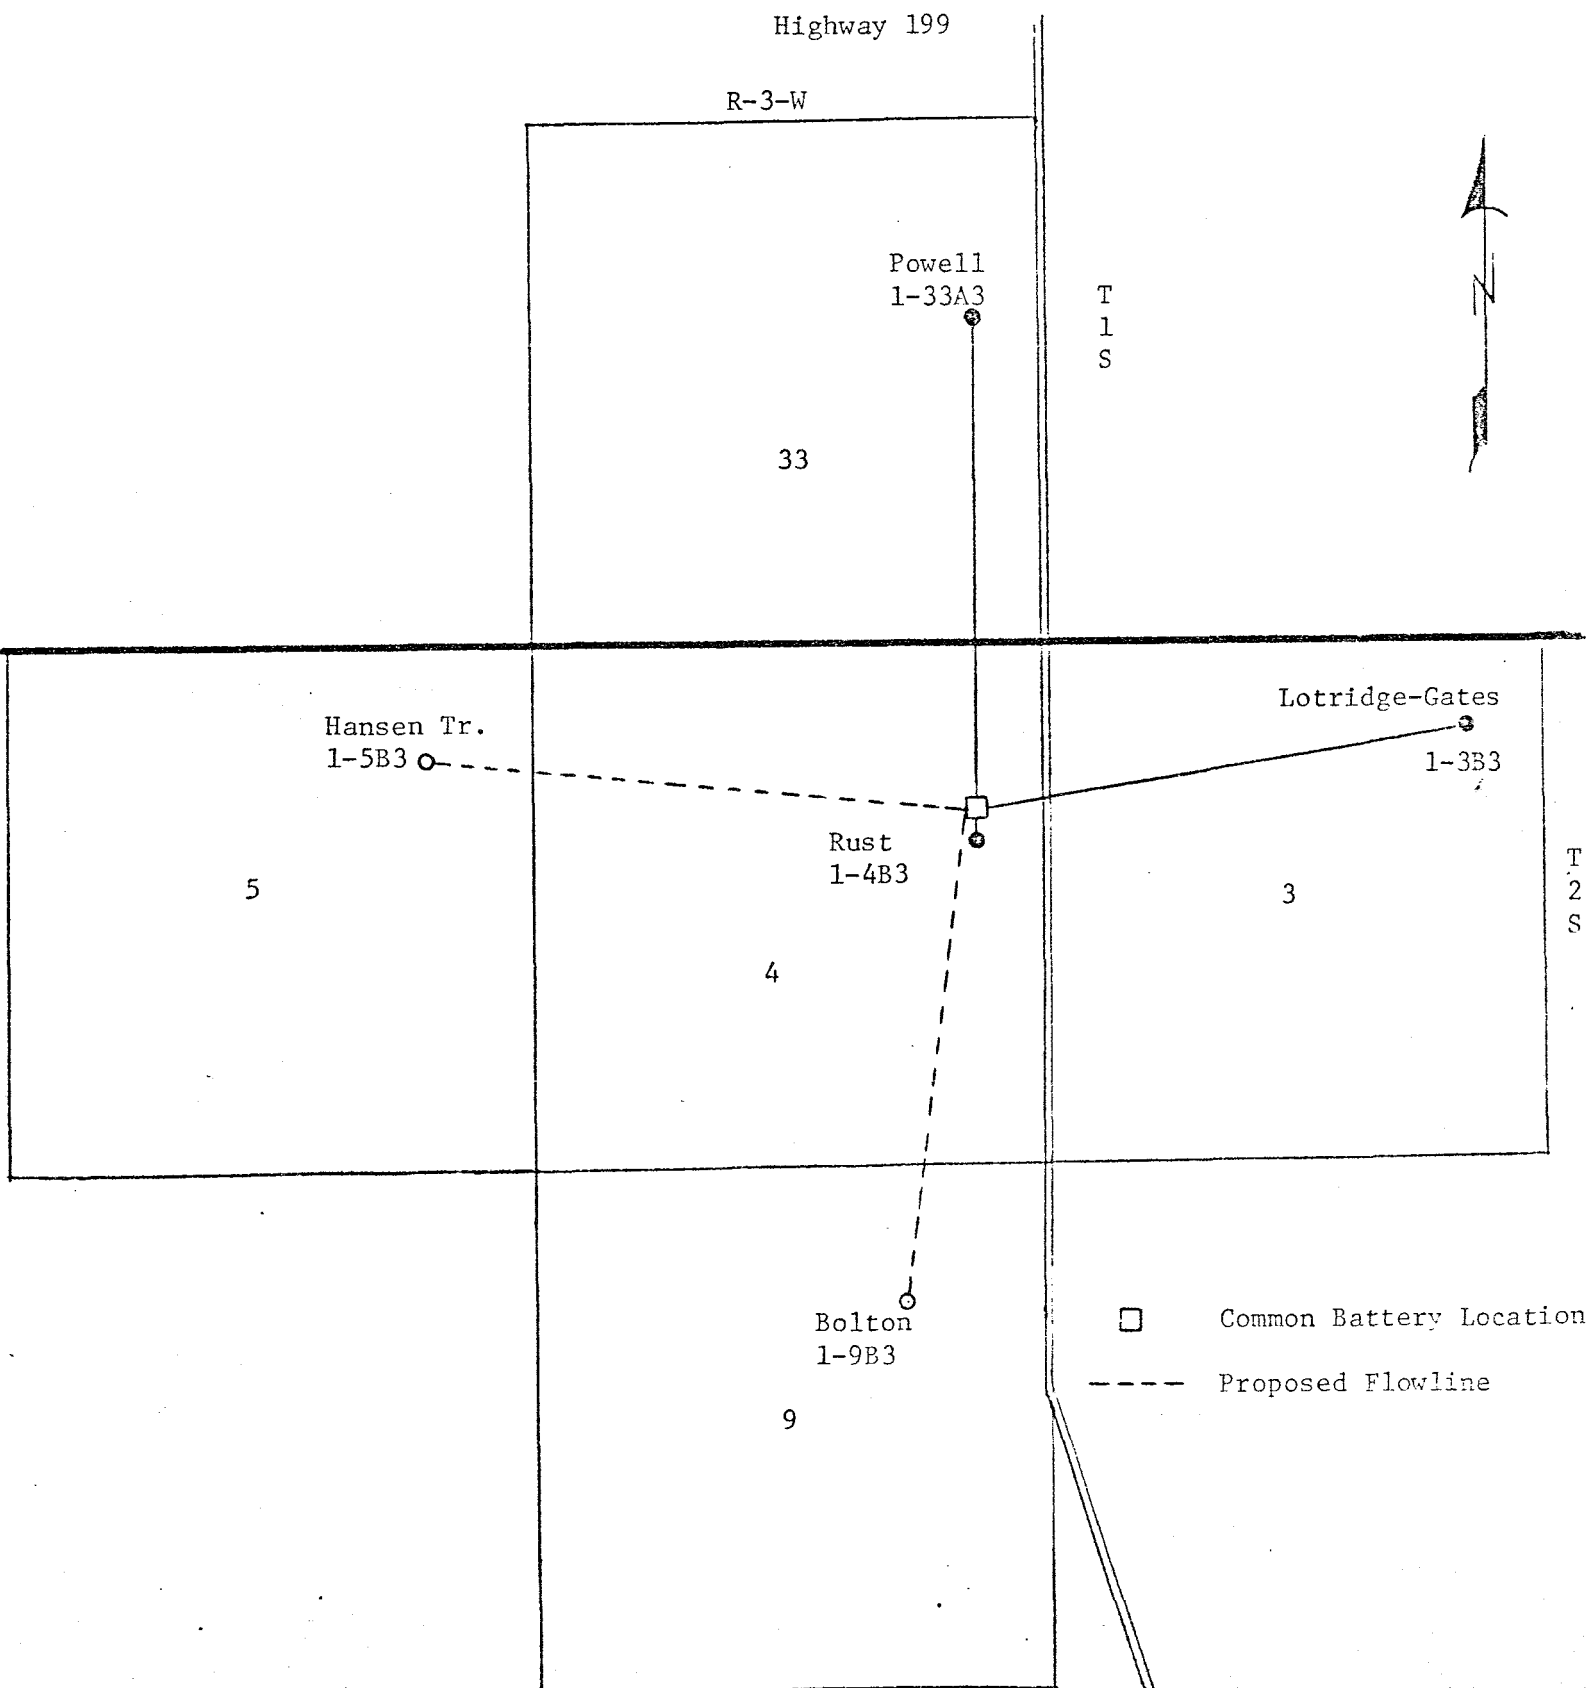 Highway 199
R-3-W
Powell
1-33A3
T
1
S
N
33
Lotridge-Gates
1-3B3
Hansen Tr.
1-5B3
Rust
1-4B3
5
4
3
T
2
S
Bolton
1-9B3
9
Common Battery Location
Proposed Flowline